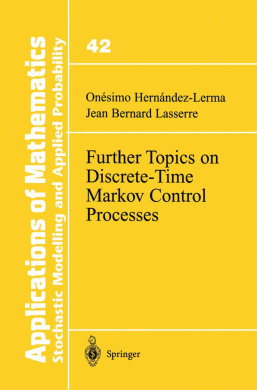 Applications of Mathematics
Stochastic Modelling and Applied Probability
42
Onésimo Hernández-Lerma
Jean Bernard Lasserre
Further Topics on
Discrete-Time
Markov Control
Processes
Springer